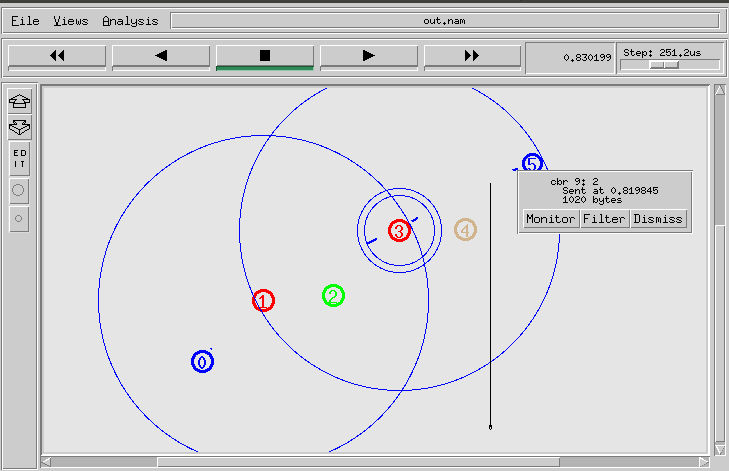 File Views Analysis out.nam
0.830199 Step: 251.2us
E D
I T
5
cbr 9: 2
Sent at 0.819845
1020 bytes
Monitor Filter Dismiss
3
4
2
1
0